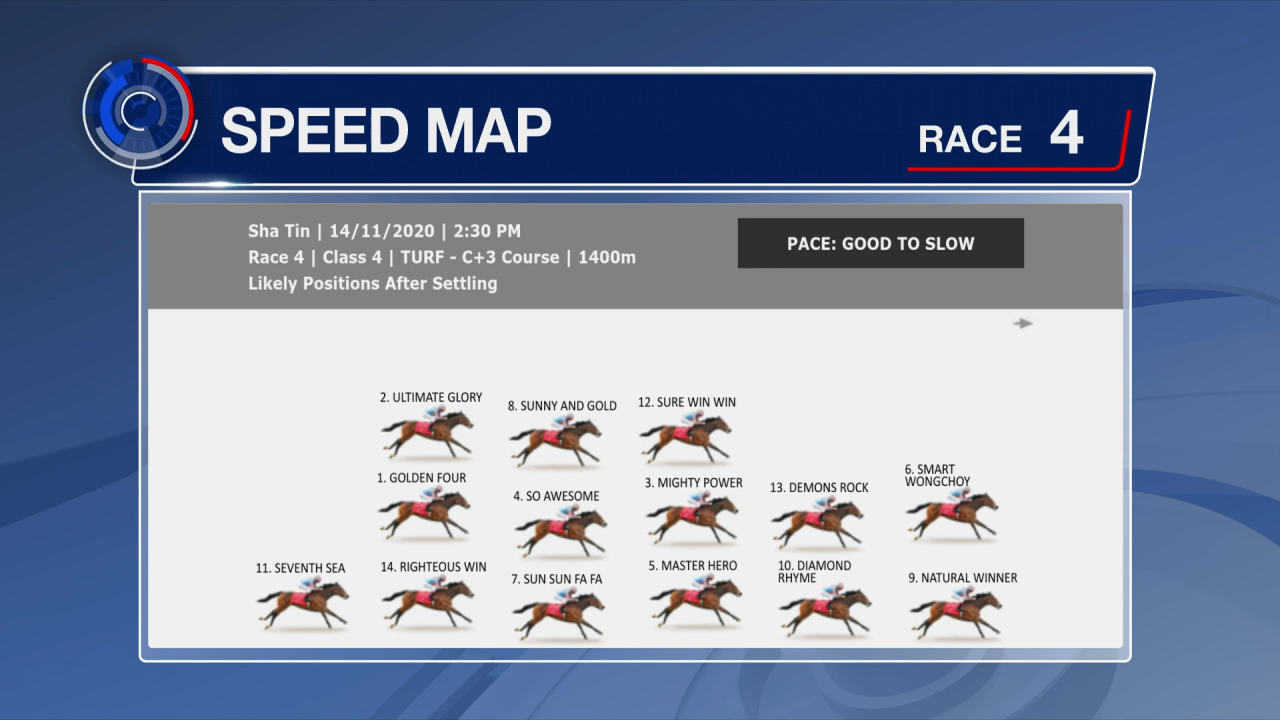 SPEED MAP
RACE 4
Sha Tin | 14/11/2020 | 2:30 PM
Race 4 | Class 4 | TURF - C+3 Course | 1400m
Likely Positions After Settling
PACE: GOOD TO SLOW
2. ULTIMATE GLORY
8. SUNNY AND GOLD
12. SURE WIN WIN
1. GOLDEN FOUR
4. SO AWESOME
3. MIGHTY POWER
13. DEMONS ROCK
6. SMART
WONGCHOY
11. SEVENTH SEA
14. RIGHTEOUS WIN
7. SUN SUN FA FA
5. MASTER HERO
10. DIAMOND
RHYME
9. NATURAL WINNER